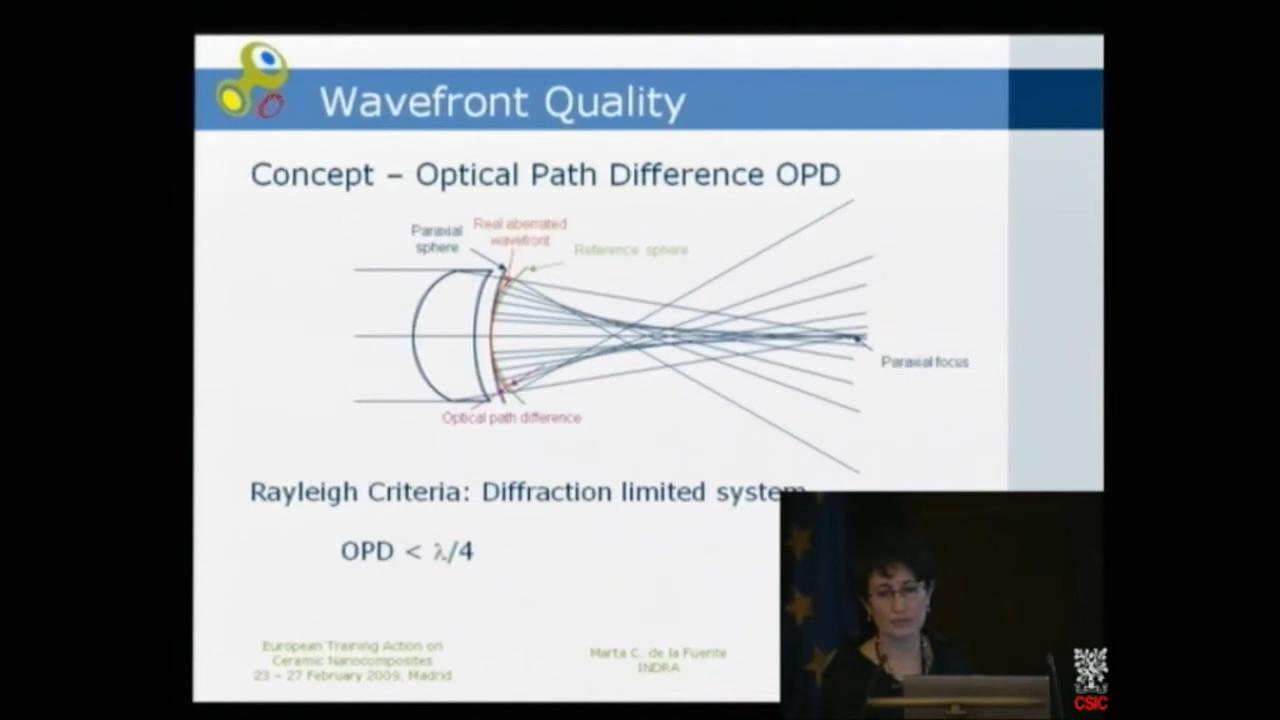 Wavefront Quality
Concept – Optical Path Difference OPD
Paraxial
sphere
Real aberrated
wavefront
Reference sphere
Paraxial focus
Optical path difference
Rayleigh Criteria: Diffraction limited system
OPD < λ/4
European Training Action on
Ceramic Nanocomposites
23 – 27 February 2009, Madrid
Marta C. de la Fuente
INDRA
CSIC